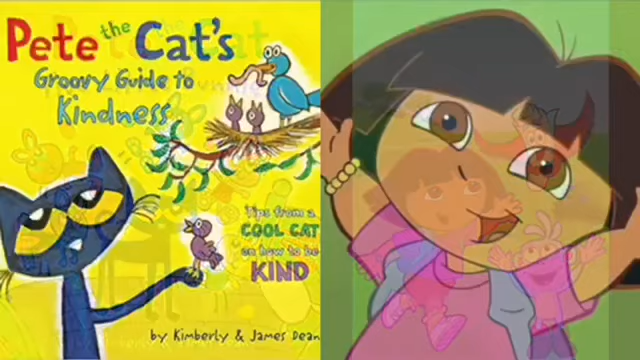 Pete the Cat's
Groovy Guide to
Kindness
Tips from a
COOL CAT
on how to be
KIND
by Kimberly & James Dean